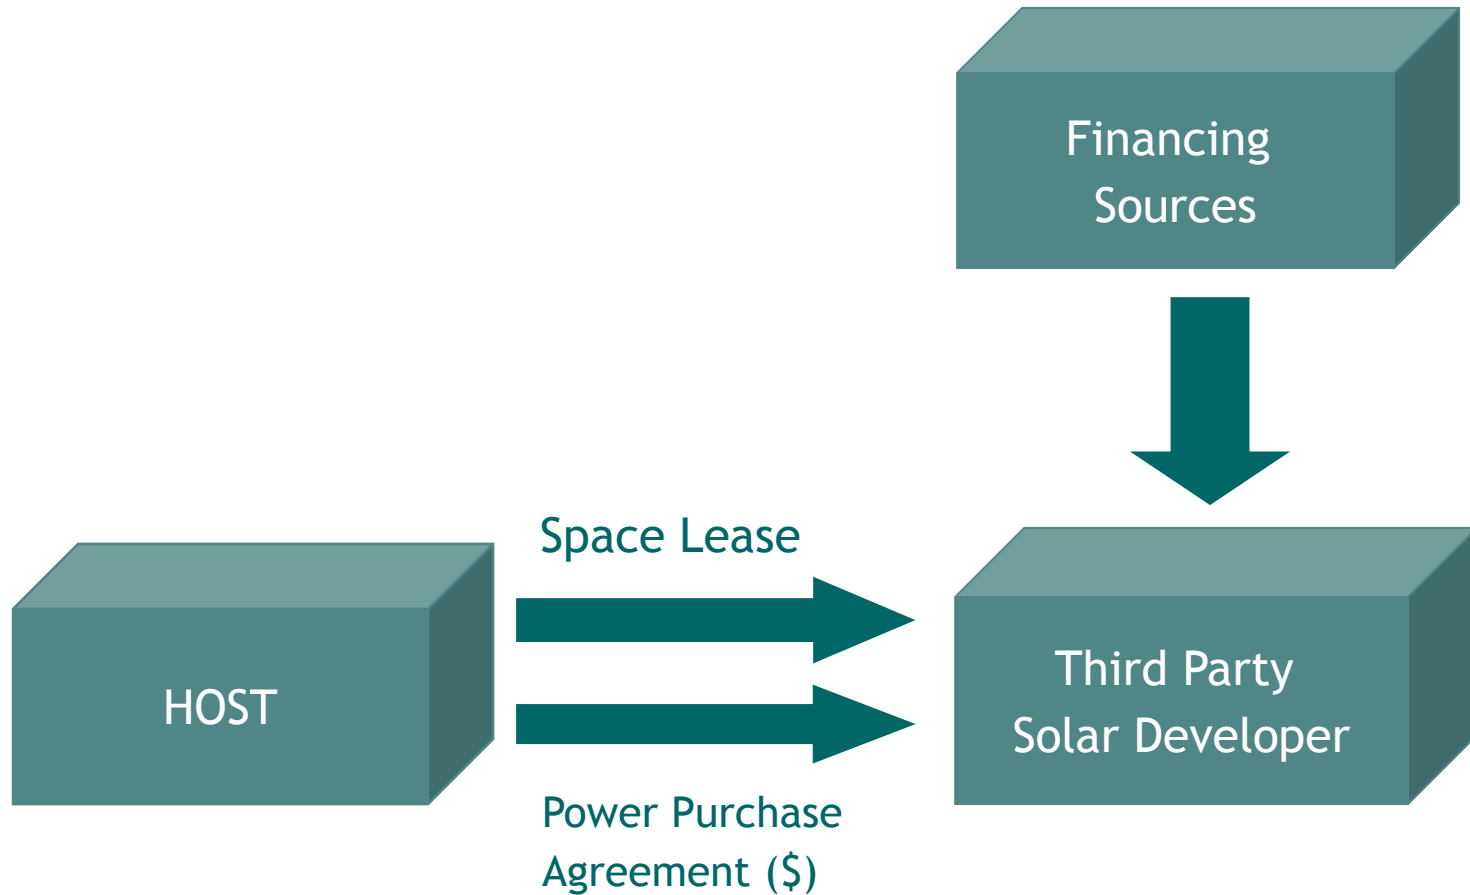 Financing
Sources
Space Lease
HOST
Third Party
Solar Developer
Power Purchase
Agreement ($)